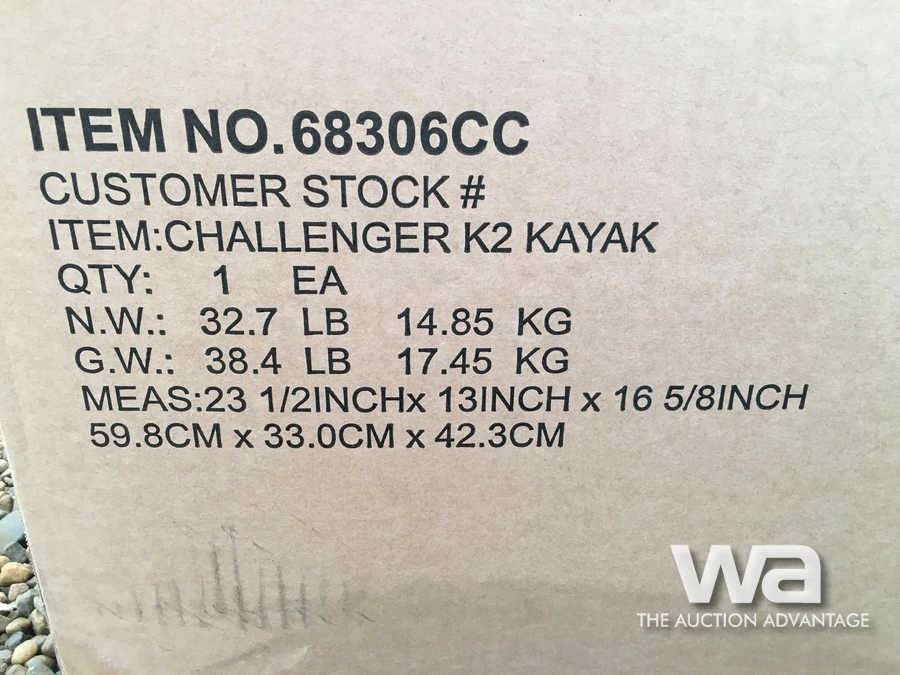 ITEM NO.68306CC
CUSTOMER STOCK #
ITEM:CHALLENGER K2 KAYAK
QTY: 1 EA
N.W.: 32.7 LB 14.85 KG
G.W.: 38.4 LB 17.45 KG
MEAS:23 1/2INCHx 13INCH x 16 5/8INCH
59.8CM x 33.0CM x 42.3CM
wa
THE AUCTION ADVANTAGE